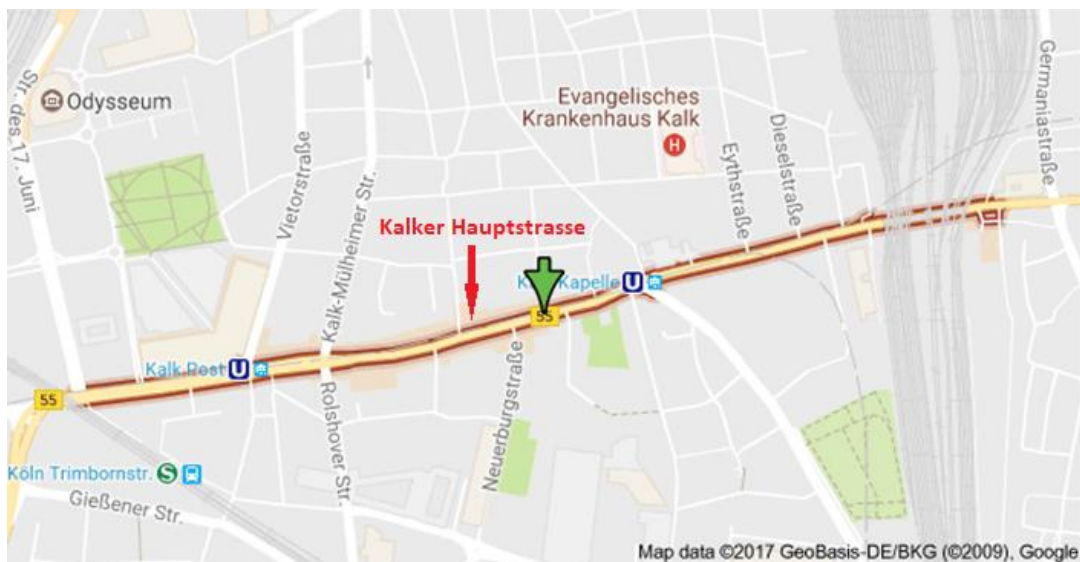 Odysseum
Str. des 17. Juni
Vietorstraße
Kalk-Mülheimer Str.
Evangelisches
Krankenhaus Kalk
H
Eythstraße
Dieselstraße
Germaniastraße
Kalker Hauptstrasse
Kapelle U
55
Kalk Post U
55
Rolshover Str.
Neuerburgstraße
Köln Trimbornstr. S
Gießener Str.
Map data ©2017 GeoBasis-DE/BKG (©2009), Google